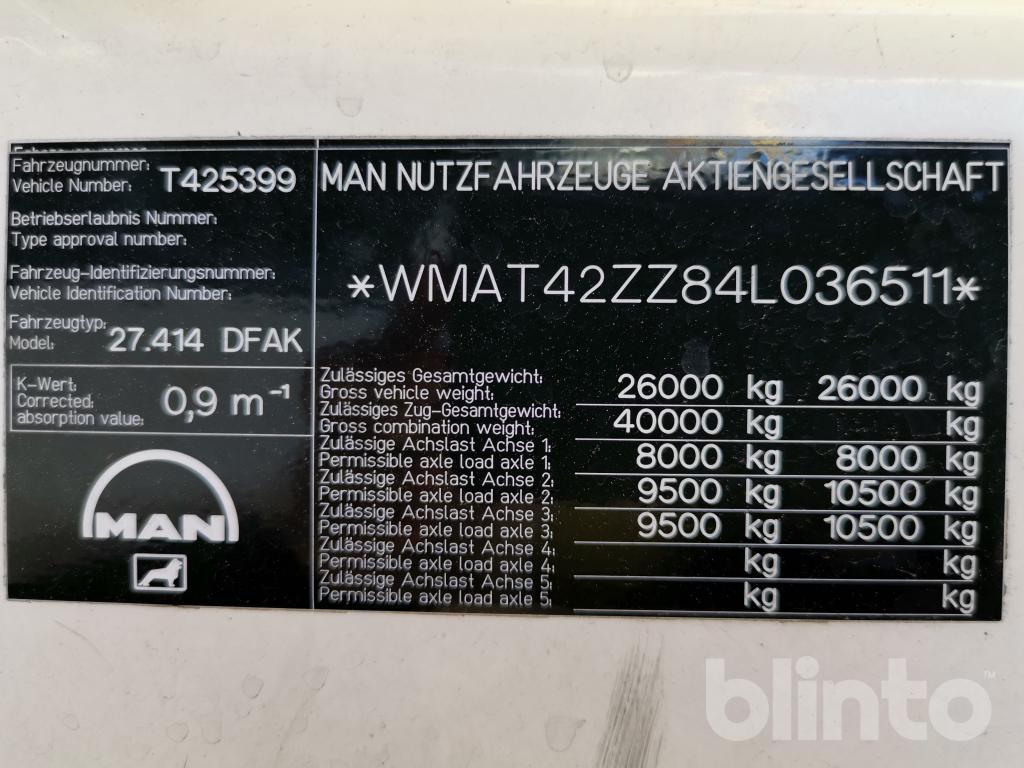 Fahrzeugnummer:
Vehicle Number: T425399
Betriebserlaubnis Nummer:
Type approval number:
Fahrzeug-Identifizierungsnummer:
Vehicle Identification Number:
Fahrzeugtyp:
Model: 27.414 DFAK
K-Wert:
Corrected:
absorption value: 0,9 m⁻¹
MAN
MAN NUTZFAHRZEUGE AKTIENGESELLSCHAFT
*WMAT42ZZ84L036511*
Zulässiges Gesamtgewicht:
Gross vehicle weight: 26000 kg 26000 kg
Zulässiges Zug-Gesamtgewicht:
Gross combination weight: 40000 kg kg
Zulässige Achslast Achse 1:
Permissible axle load axle 1: 8000 kg 8000 kg
Zulässige Achslast Achse 2:
Permissible axle load axle 2: 9500 kg 10500 kg
Zulässige Achslast Achse 3:
Permissible axle load axle 3: 9500 kg 10500 kg
Zulässige Achslast Achse 4:
Permissible axle load axle 4: kg kg
Zulässige Achslast Achse 5:
Permissible axle load axle 5: kg kg
blinto™